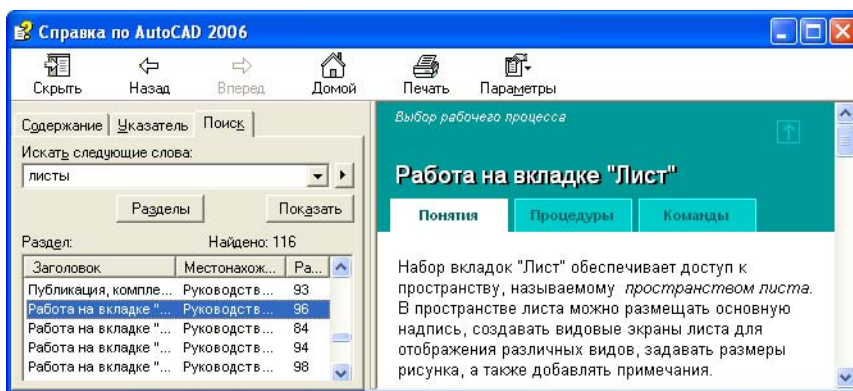 Справка по AutoCAD 2006
Скрыть Назад Вперед Домой Печать Параметры
Содержание Указатель Поиск
Искать следующие слова:
листы
Разделы Показать
Раздел: Найдено: 116
Заголовок Местонахож... Ра...
Публикация, компле... Руководств... 93
Работа на вкладке "... Руководств... 96
Работа на вкладке "... Руководств... 84
Работа на вкладке "... Руководств... 94
Работа на вкладке "... Руководств... 98
Выбор рабочего процесса
Работа на вкладке "Лист"
Понятия Процедуры Команды
Набор вкладок "Лист" обеспечивает доступ к
пространству, называемому пространством листа.
В пространстве листа можно размещать основную
надпись, создавать видовые экраны листа для
отображения различных видов, задавать размеры
рисунка, а также добавлять примечания.